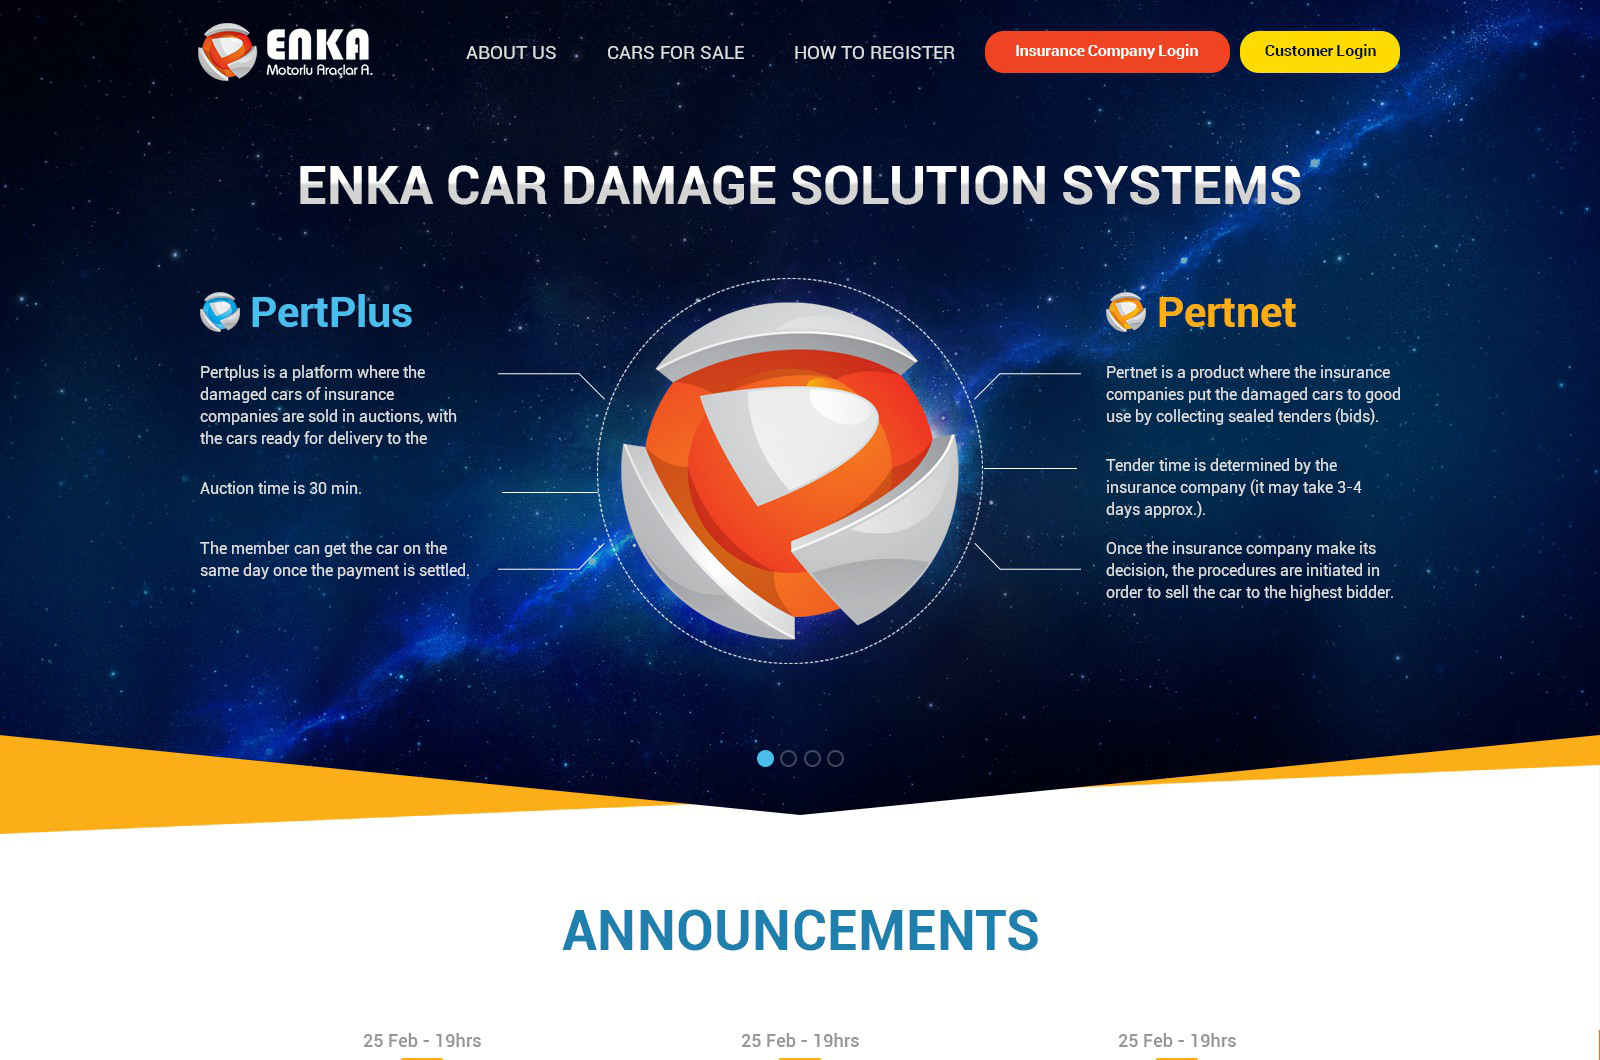 ENKA
Motorlu Araçlar A.
ABOUT US
CARS FOR SALE
HOW TO REGISTER
Insurance Company Login
Customer Login
ENKA CAR DAMAGE SOLUTION SYSTEMS
PertPlus
Pertplus is a platform where the
damaged cars of insurance
companies are sold in auctions, with
the cars ready for delivery to the
Auction time is 30 min.
The member can get the car on the
same day once the payment is settled.
Pertnet
Pertnet is a product where the insurance
companies put the damaged cars to good
use by collecting sealed tenders (bids).
Tender time is determined by the
insurance company (it may take 3-4
days approx.).
Once the insurance company make its
decision, the procedures are initiated in
order to sell the car to the highest bidder.
ANNOUNCEMENTS
25 Feb - 19hrs
25 Feb - 19hrs
25 Feb - 19hrs